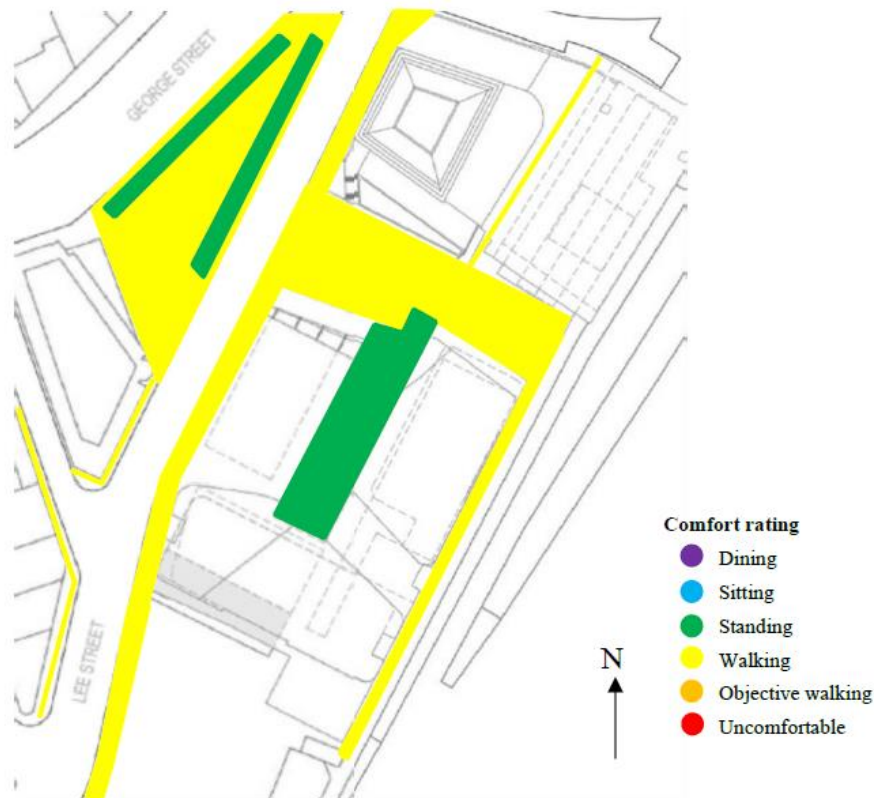 GEORGE STREET
LEE STREET
Comfort rating
Dining
Sitting
Standing
Walking
Objective walking
Uncomfortable
N